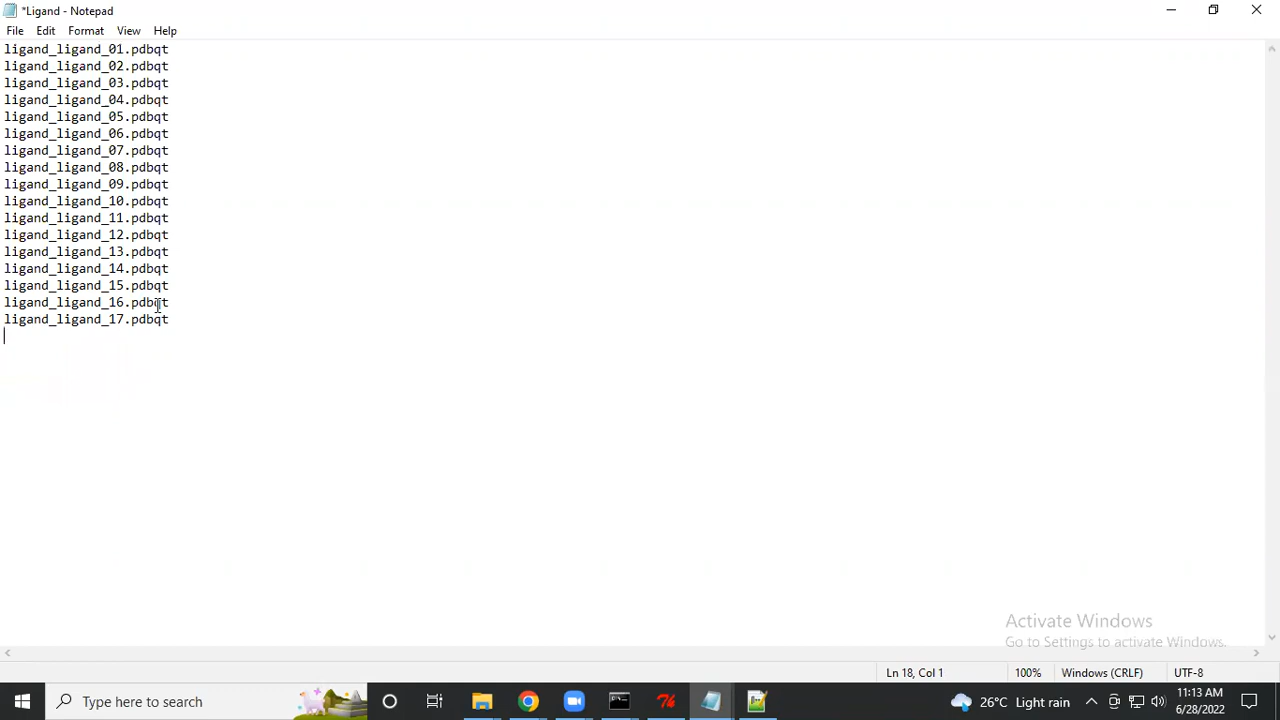 *Ligand - Notepad
File Edit Format View Help
ligand_ligand_01.pdbqt
ligand_ligand_02.pdbqt
ligand_ligand_03.pdbqt
ligand_ligand_04.pdbqt
ligand_ligand_05.pdbqt
ligand_ligand_06.pdbqt
ligand_ligand_07.pdbqt
ligand_ligand_08.pdbqt
ligand_ligand_09.pdbqt
ligand_ligand_10.pdbqt
ligand_ligand_11.pdbqt
ligand_ligand_12.pdbqt
ligand_ligand_13.pdbqt
ligand_ligand_14.pdbqt
ligand_ligand_15.pdbqt
ligand_ligand_16.pdbqt
ligand_ligand_17.pdbqt
Activate Windows
Go to Settings to activate Windows.
Ln 18, Col 1 100% Windows (CRLF) UTF-8
Type here to search 26°C Light rain 11:13 AM
6/28/2022